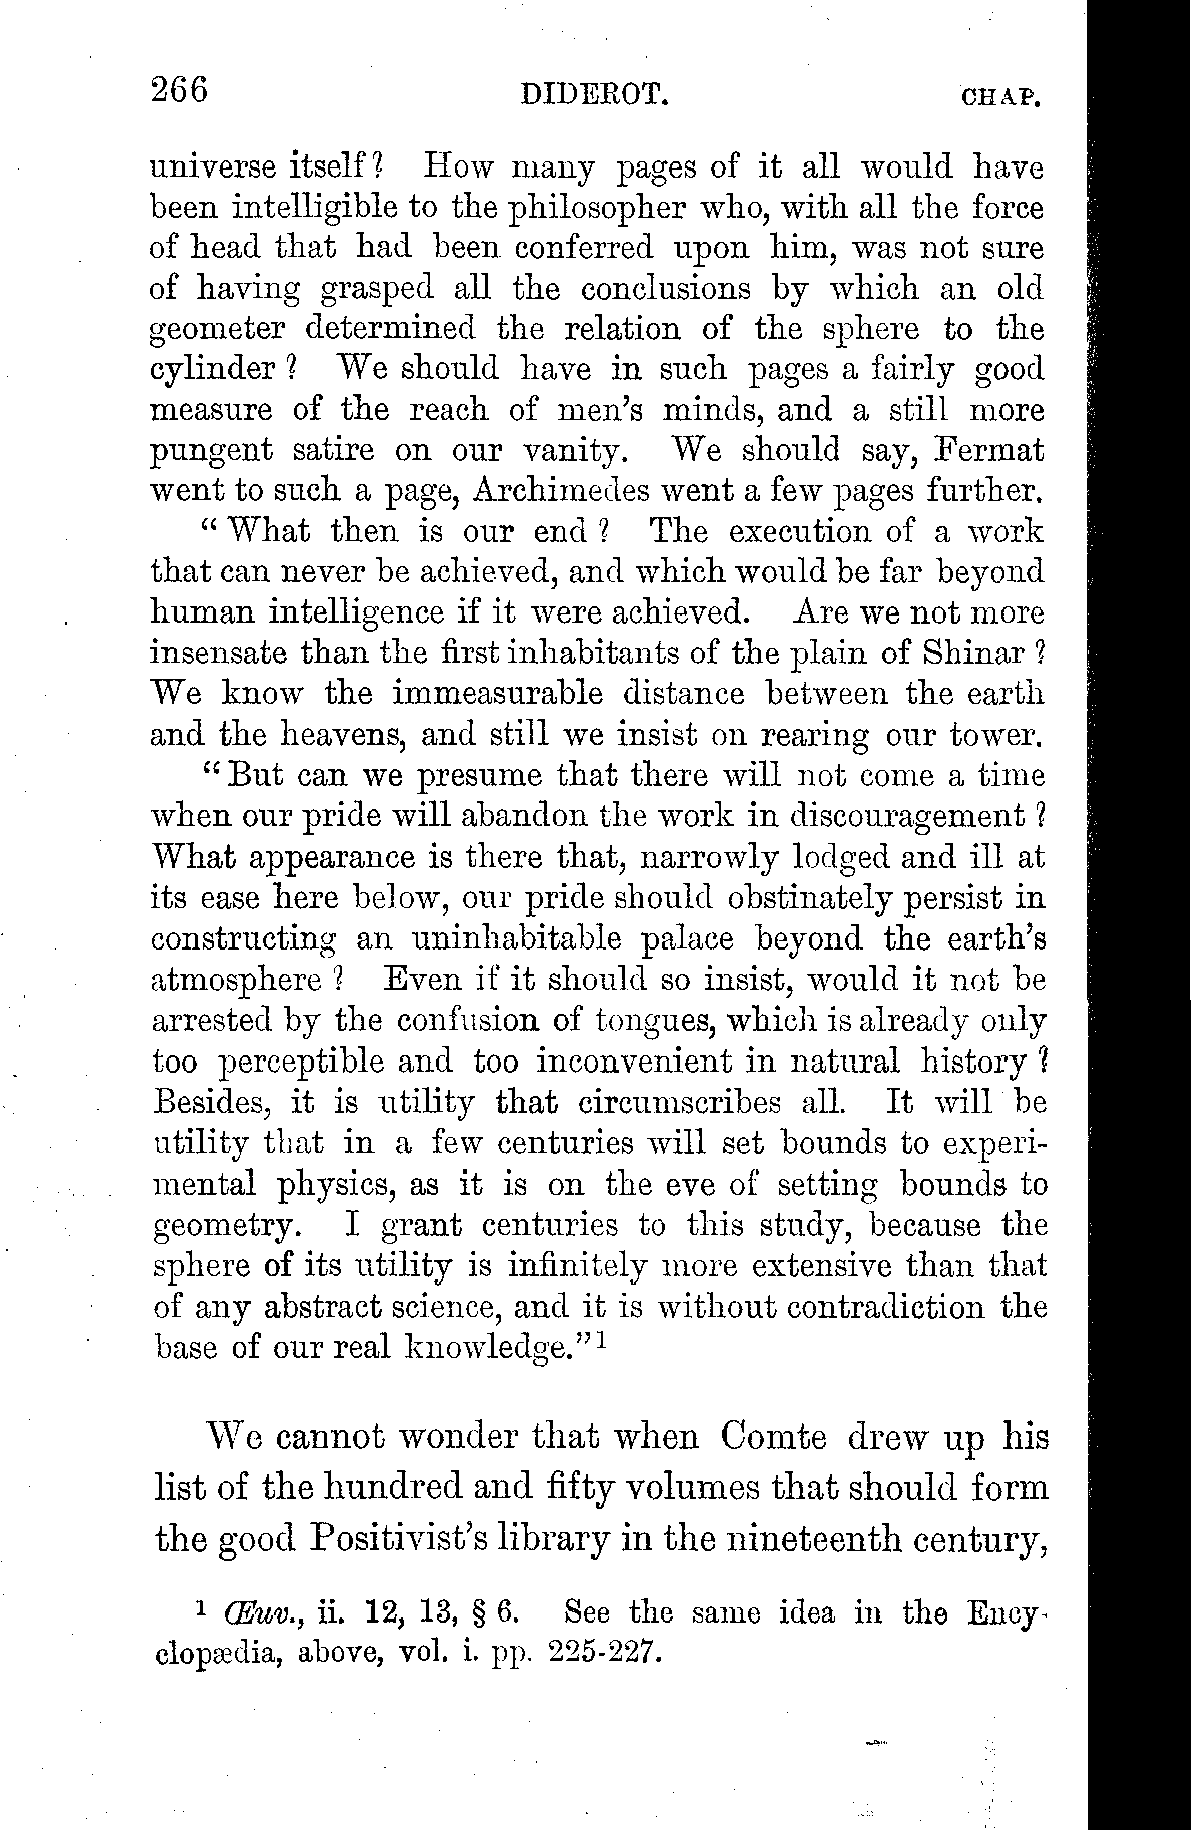 266 DIDEROT. CHAP.
universe itself? How many pages of it all would have
been intelligible to the philosopher who, with all the force
of head that had been conferred upon him, was not sure
of having grasped all the conclusions by which an old
geometer determined the relation of the sphere to the
cylinder? We should have in such pages a fairly good
measure of the reach of men's minds, and a still more
pungent satire on our vanity. We should say, Fermat
went to such a page, Archimedes went a few pages further.
"What then is our end? The execution of a work
that can never be achieved, and which would be far beyond
human intelligence if it were achieved. Are we not more
insensate than the first inhabitants of the plain of Shinar?
We know the immeasurable distance between the earth
and the heavens, and still we insist on rearing our tower.
"But can we presume that there will not come a time
when our pride will abandon the work in discouragement?
What appearance is there that, narrowly lodged and ill at
its ease here below, our pride should obstinately persist in
constructing an uninhabitable palace beyond the earth's
atmosphere? Even if it should so insist, would it not be
arrested by the confusion of tongues, which is already only
too perceptible and too inconvenient in natural history?
Besides, it is utility that circumscribes all. It will be
utility that in a few centuries will set bounds to experi-
mental physics, as it is on the eve of setting bounds to
geometry. I grant centuries to this study, because the
sphere of its utility is infinitely more extensive than that
of any abstract science, and it is without contradiction the
base of our real knowledge."1
We cannot wonder that when Comte drew up his
list of the hundred and fifty volumes that should form
the good Positivist's library in the nineteenth century,
1 Œuv., ii. 12, 13, § 6. See the same idea in the Ency-
clopædia, above, vol. i. pp. 225-227.